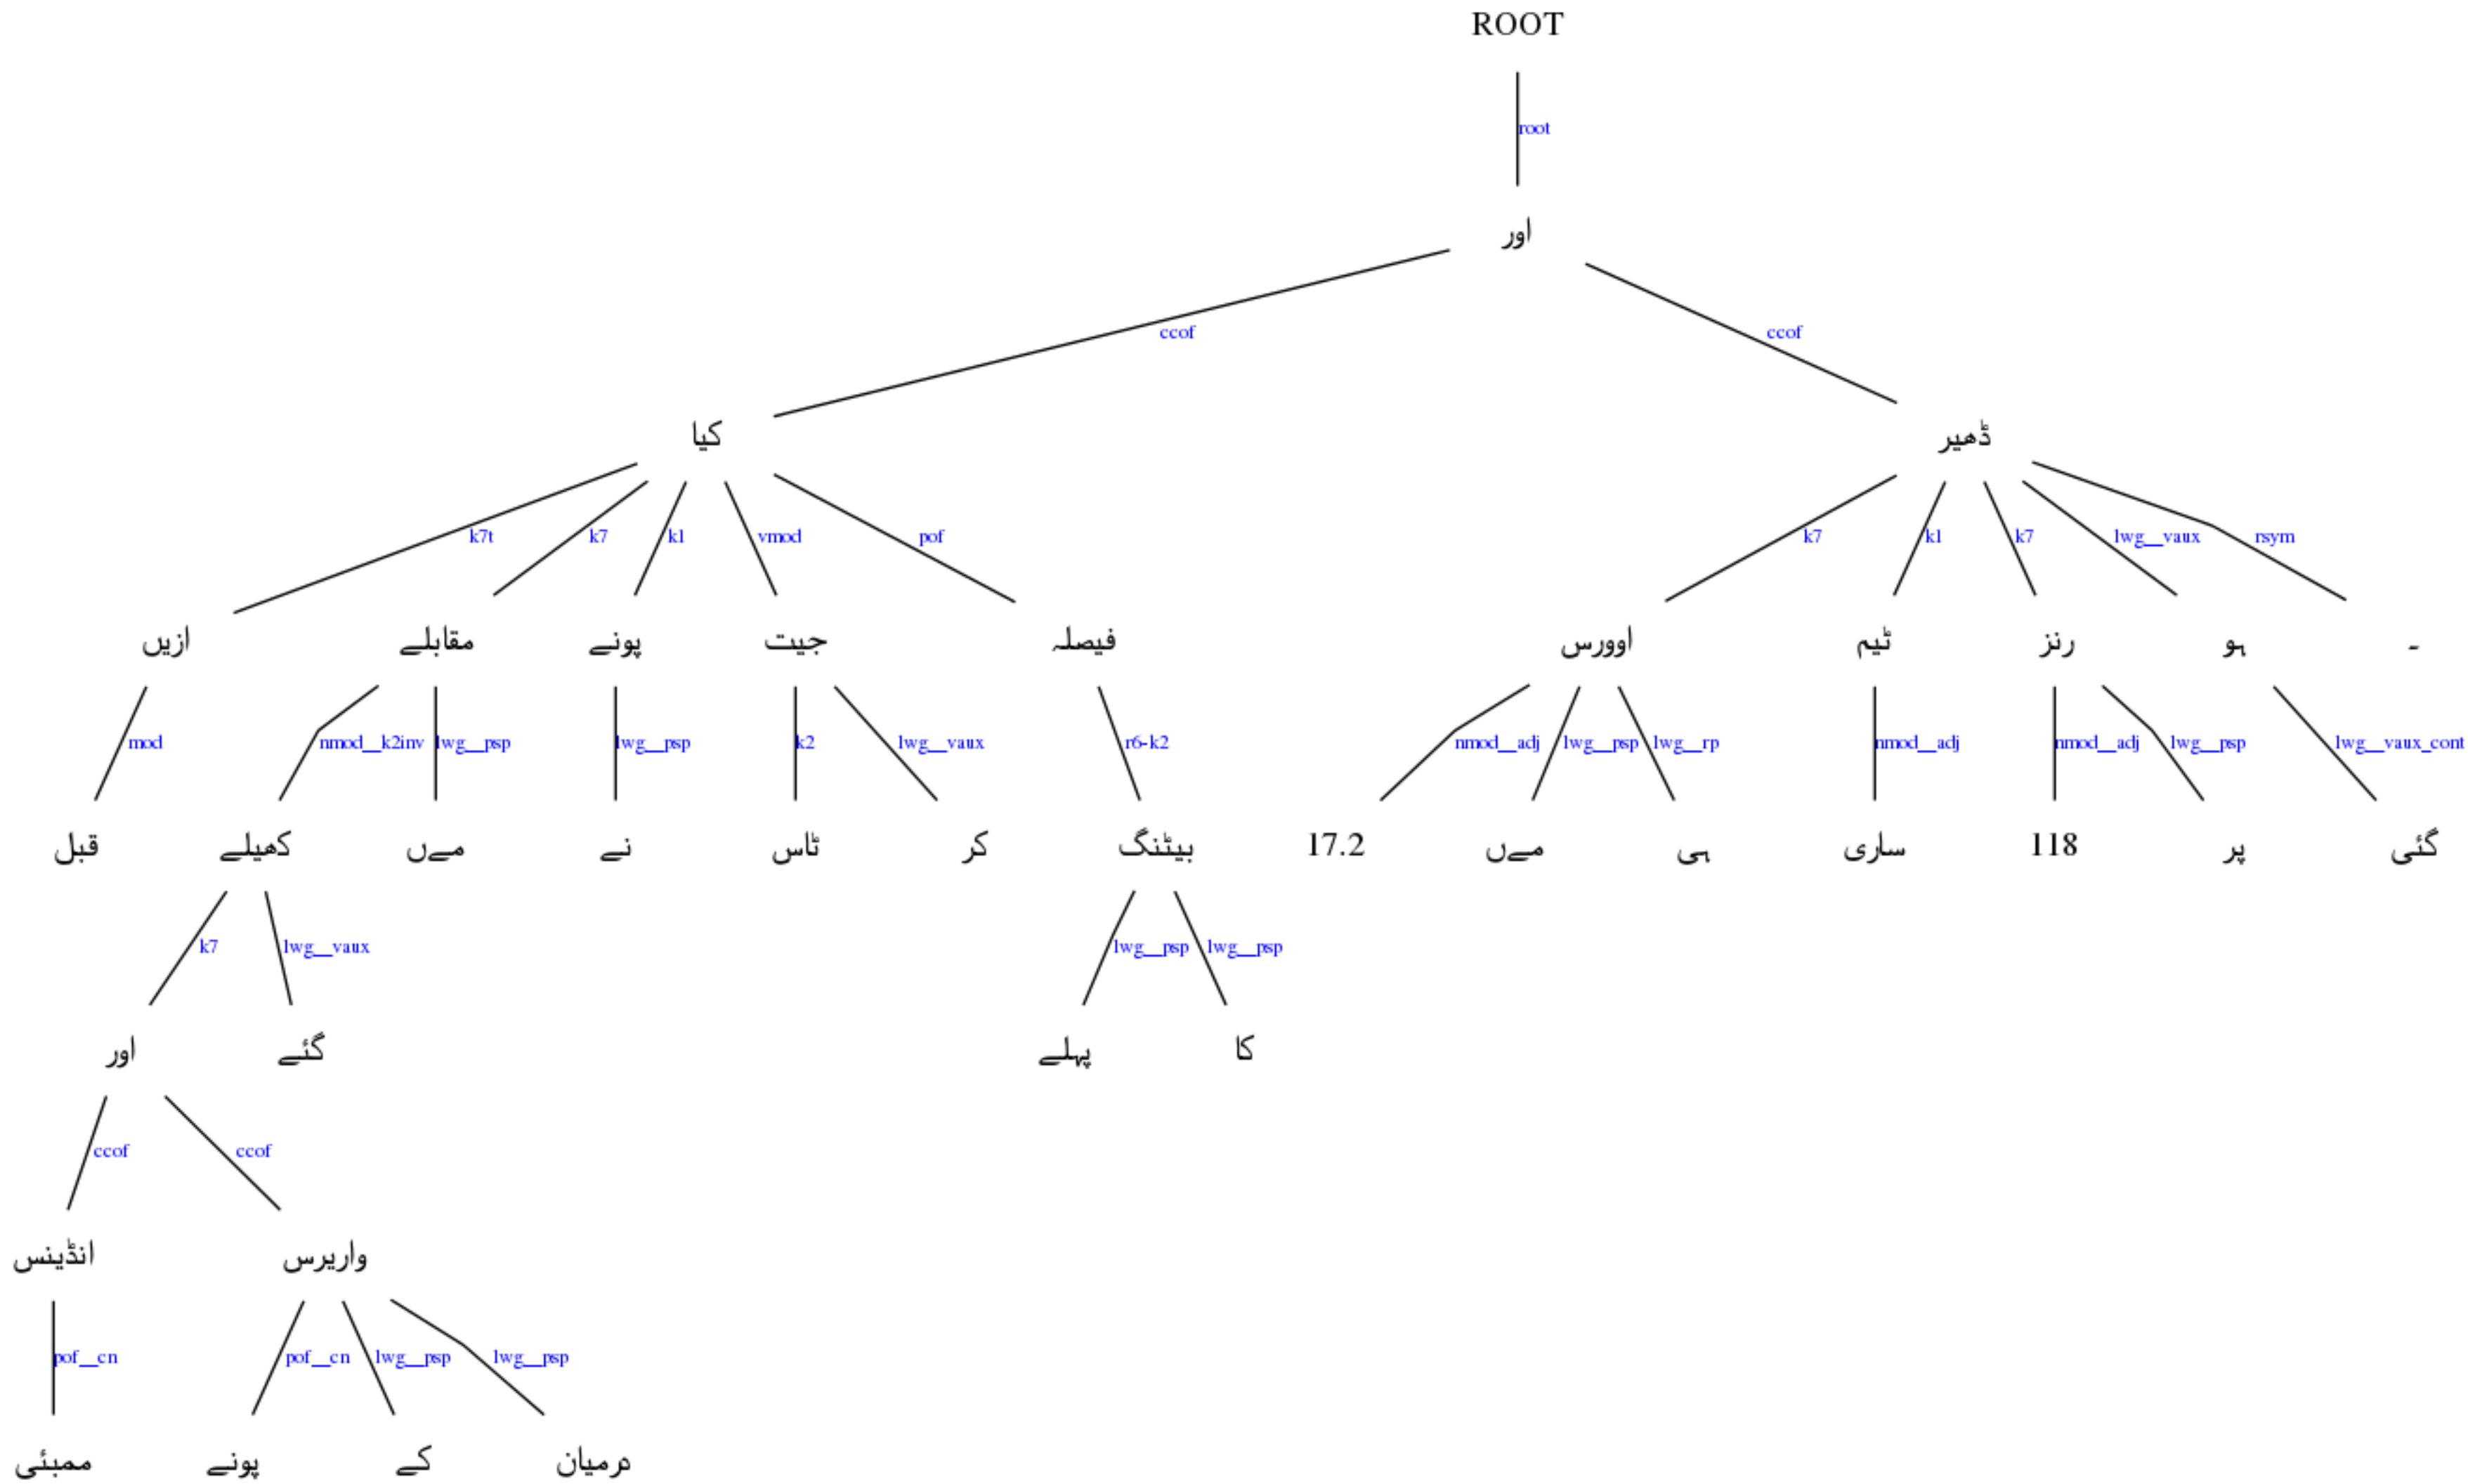 ROOT
root
اور
ccof ccof
کیا ڈھیر
k7t k7 k1 vmod pof k7 k1 k7 lwg__vaux rsym
ازیں مقابلے پونے جیت فیصلہ اوورس ٹیم رنز ہو ۔
mod nmod__k2inv lwg__psp lwg__psp k2 lwg__vaux r6-k2 nmod__adj lwg__psp lwg__rp nmod__adj nmod__adj lwg__psp lwg__vaux_cont
قبل کھیلے مےں نے ٹاس کر بیٹنگ 17.2 مےں ہی ساری 118 پر گئی
k7 lwg__vaux lwg__psp lwg__psp
اور گئے پہلے کا
ccof ccof
انڈینس واریرس
pof__cn pof__cn lwg__psp lwg__psp
ممبئی پونے کے درمیان